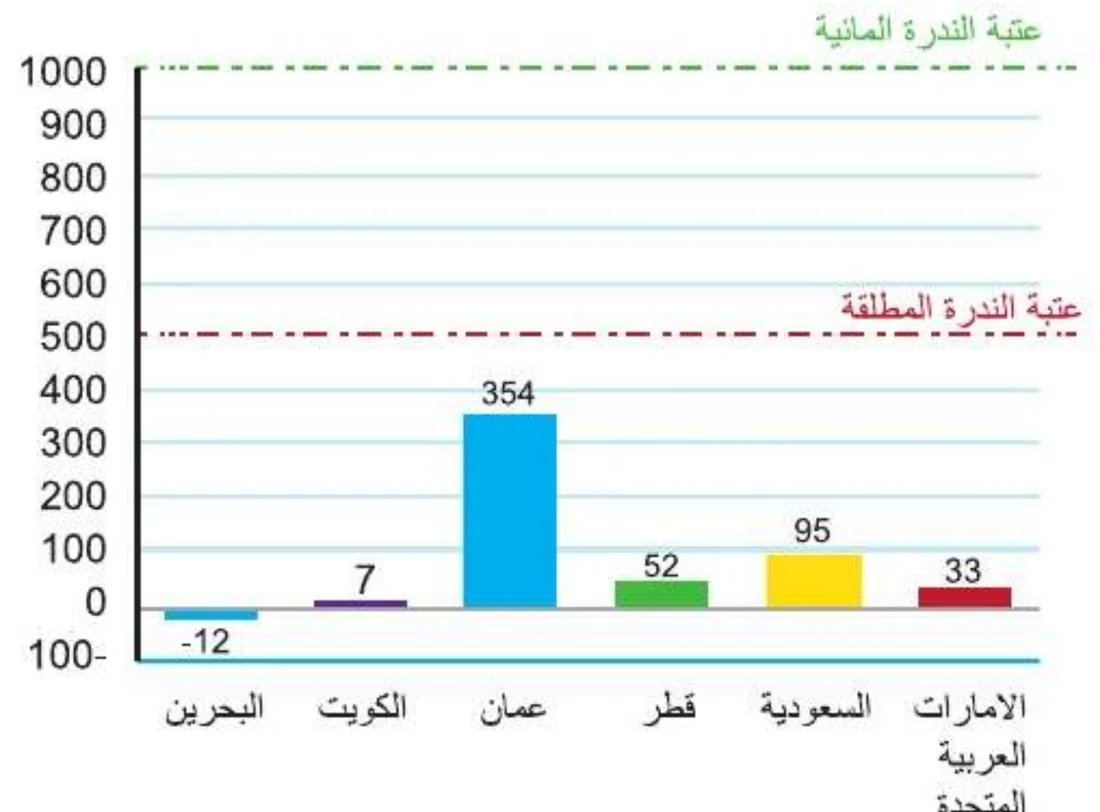 عتبة الندرة المائية
1000
900
800
700
600
عتبة الندرة المطلقة
500
400
354
300
200
95
100
52
33
7
0
-12
100-
البحرين
الكويت
عمان
قطر
السعودية
الامارات
العربية
المتحدة